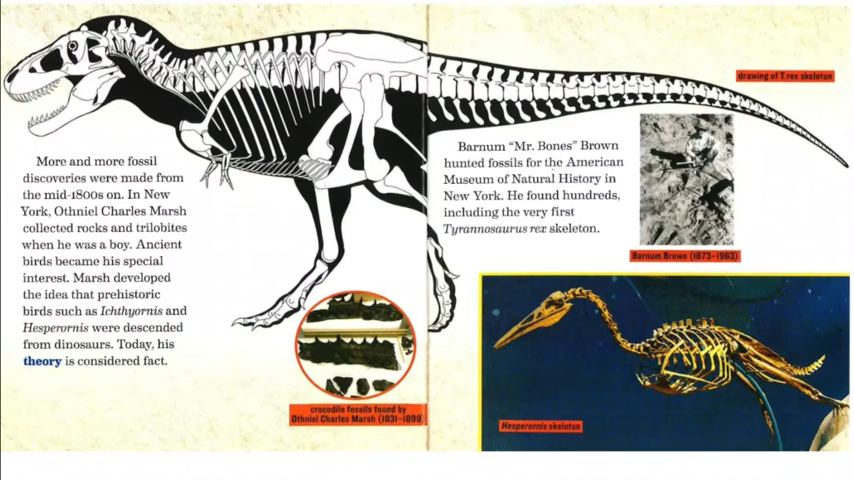 drawing of T.rex skeleton
More and more fossil
discoveries were made from
the mid-1800s on. In New
York, Othniel Charles Marsh
collected rocks and trilobites
when he was a boy. Ancient
birds became his special
interest. Marsh developed
the idea that prehistoric
birds such as Ichthyornis and
Hesperornis were descended
from dinosaurs. Today, his
theory is considered fact.
crocodile fossils found by
Othniel Charles Marsh (1831–1899)
Barnum “Mr. Bones” Brown
hunted fossils for the American
Museum of Natural History in
New York. He found hundreds,
including the very first
Tyrannosaurus rex skeleton.
Barnum Brown (1873–1963)
Hesperornis skeleton